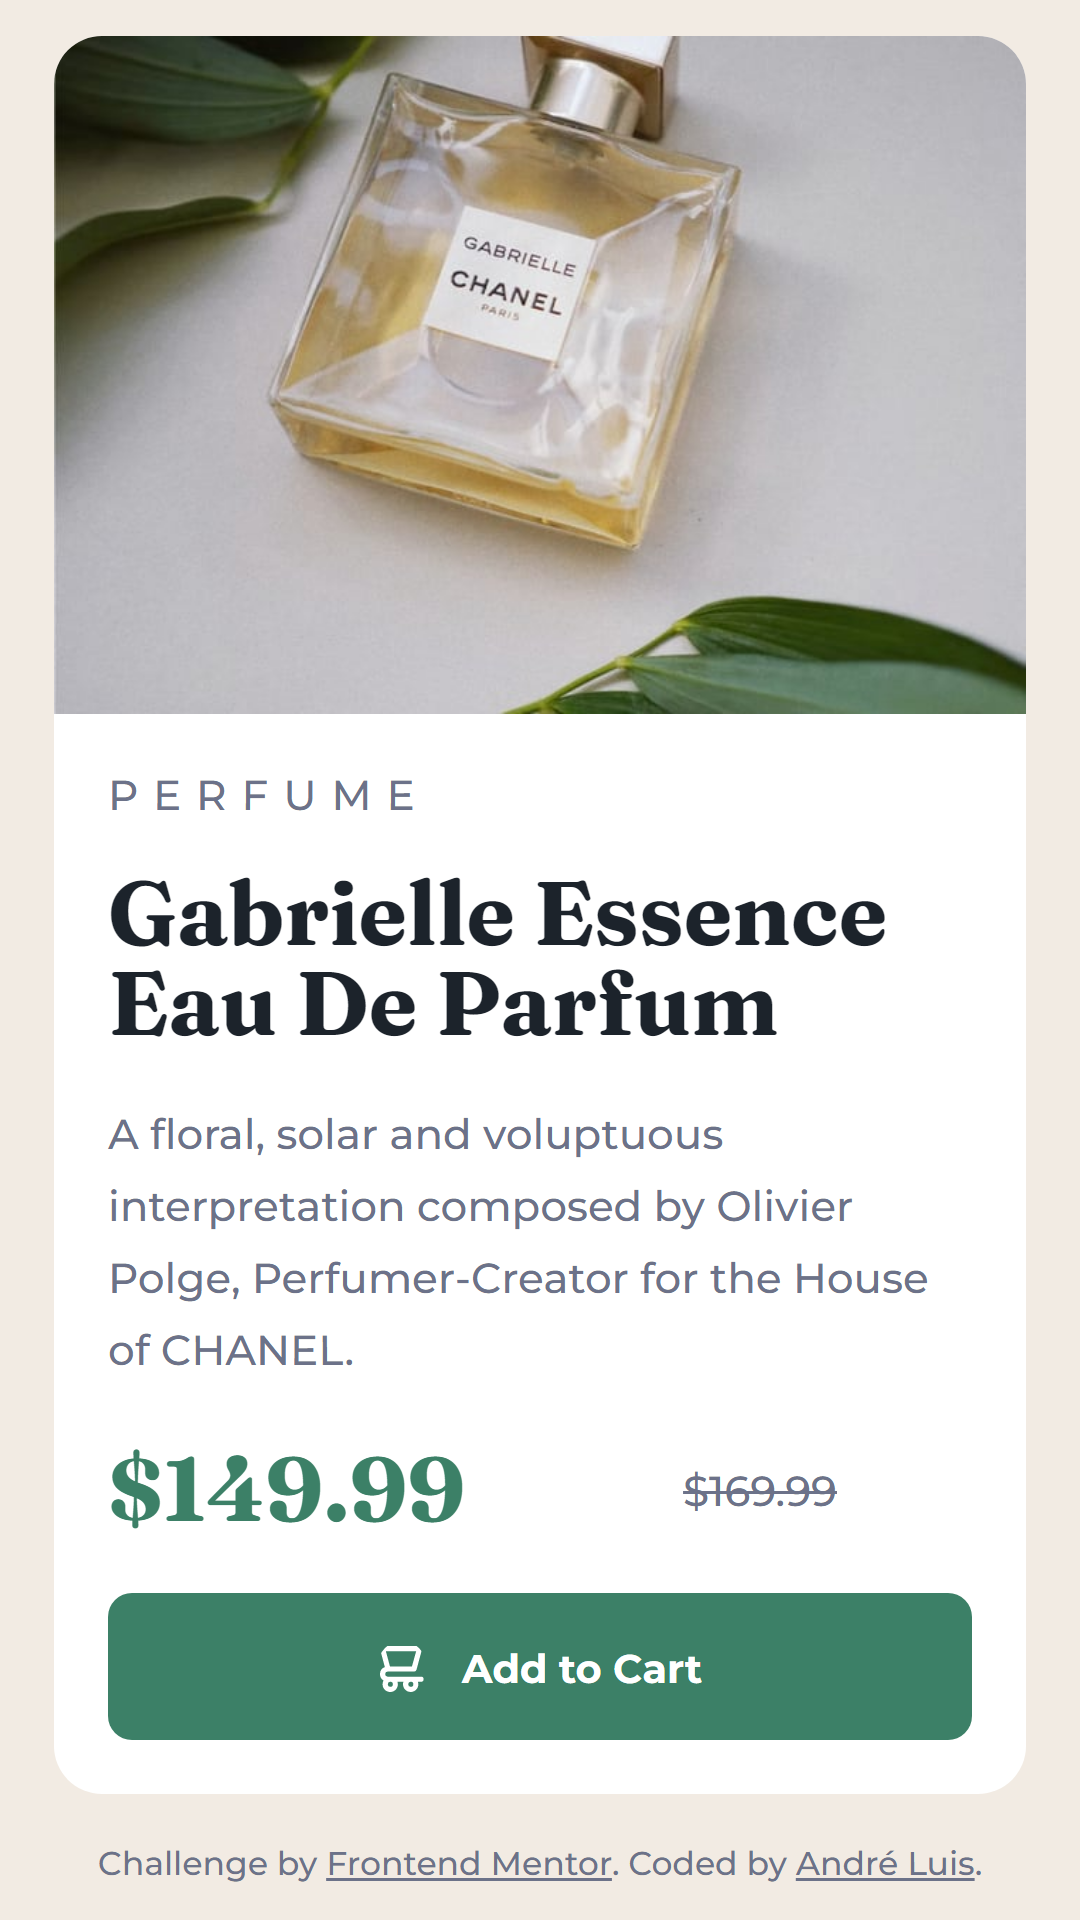 GABRIELLE
CHANEL
PARIS
PERFUME
Gabrielle Essence
Eau De Parfum
A floral, solar and voluptuous
interpretation composed by Olivier
Polge, Perfumer-Creator for the House
of CHANEL.
$149.99 $169.99
Add to Cart
Challenge by Frontend Mentor. Coded by André Luis.